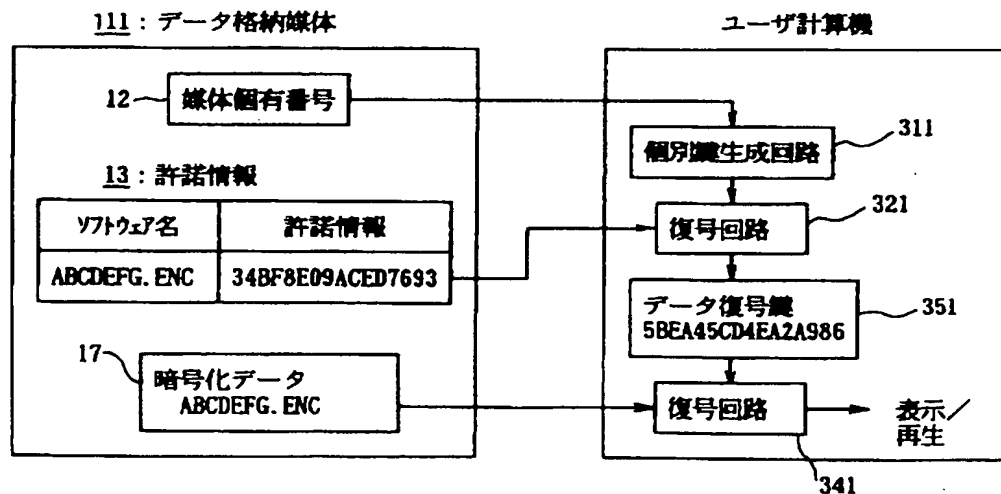 111：データ格納媒体
ユーザ計算機
12
媒体個有番号
311
個別鍵生成回路
13：許諾情報
321
ソフトウェア名
許諾情報
復号回路
ABCDEFG.ENC
34BF8E09ACED7693
データ復号鍵
351
5BEA45CD4EA2A986
17
暗号化データ
ABCDEFG.ENC
復号回路
表示／
再生
341